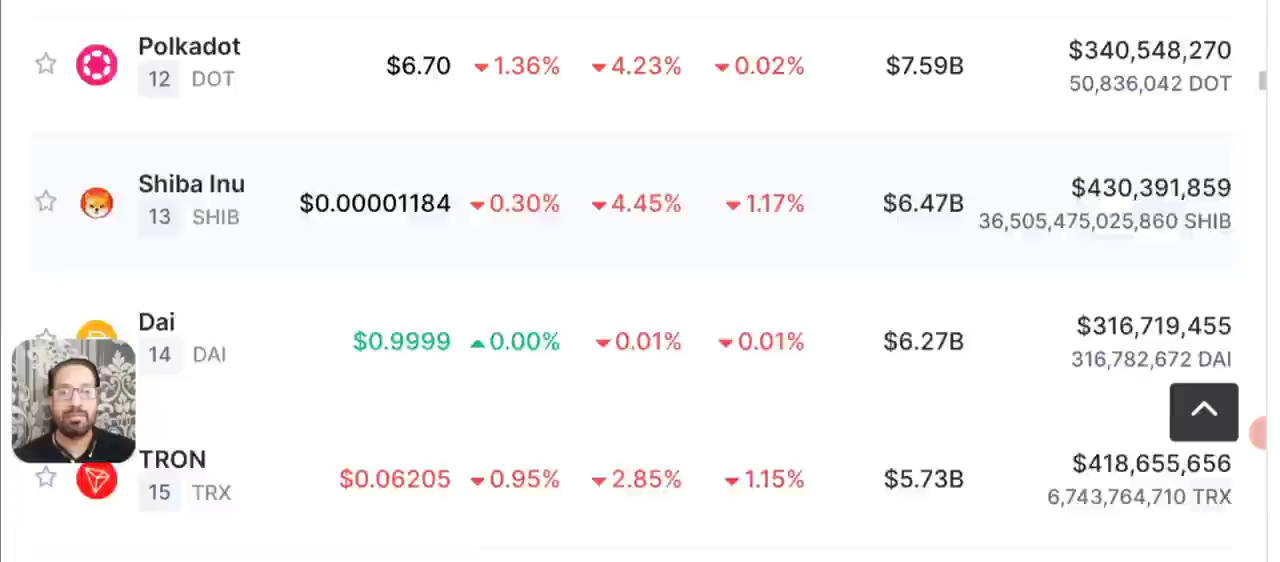 Polkadot
12 DOT
$6.70 1.36% 4.23% 0.02% $7.59B
$340,548,270
50,836,042 DOT
Shiba Inu
13 SHIB
$0.00001184 0.30% 4.45% 1.17% $6.47B
$430,391,859
36,505,475,025,860 SHIB
Dai
14 DAI
$0.9999 0.00% 0.01% 0.01% $6.27B
$316,719,455
316,782,672 DAI
TRON
15 TRX
$0.06205 0.95% 2.85% 1.15% $5.73B
$418,655,656
6,743,764,710 TRX